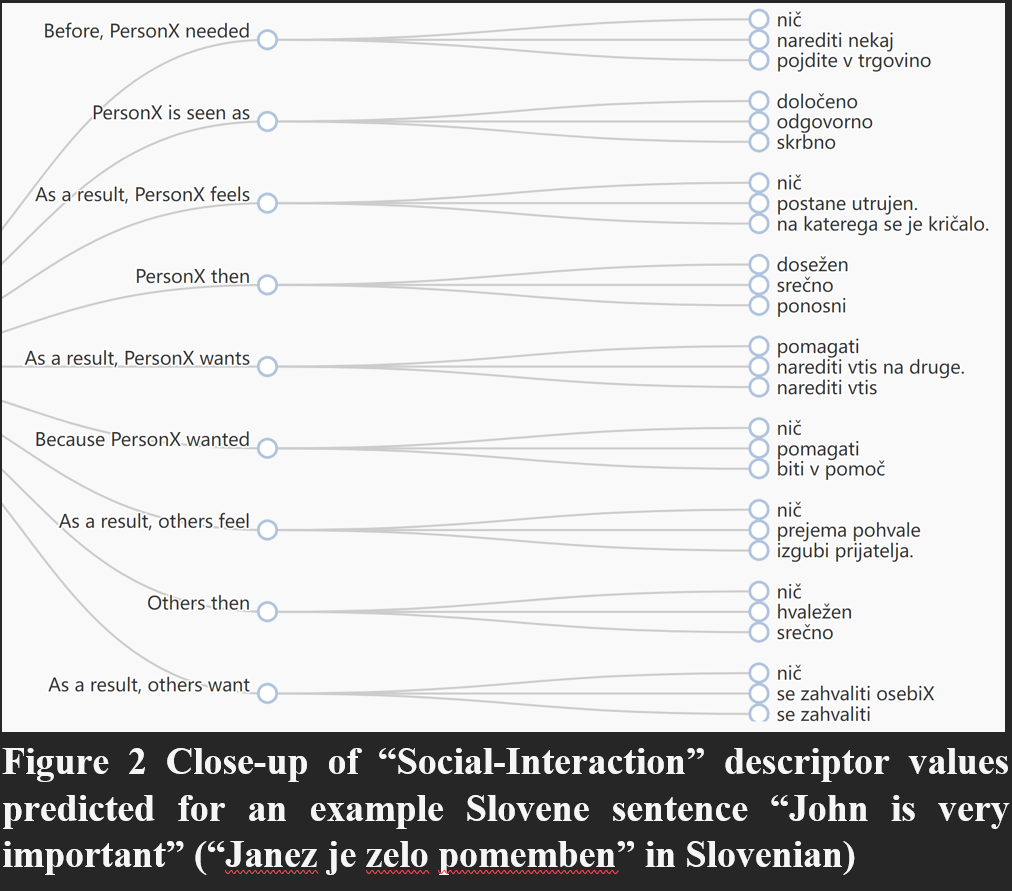 Before, PersonX needed
nič
narediti nekaj
pojdite v trgovino
PersonX is seen as
določeno
odgovorno
skrbno
As a result, PersonX feels
nič
postane utrujen.
na katerega se je kričalo.
PersonX then
dosežen
srečno
ponosni
As a result, PersonX wants
pomagati
narediti vtis na druge.
narediti vtis
Because PersonX wanted
nič
pomagati
biti v pomoč
As a result, others feel
nič
prejema pohvale
izgubi prijatelja.
Others then
nič
hvaležen
srečno
As a result, others want
nič
se zahvaliti osebiX
se zahvaliti
Figure 2 Close-up of “Social-Interaction” descriptor values
predicted for an example Slovene sentence “John is very
important” (“Janez je zelo pomemben” in Slovenian)